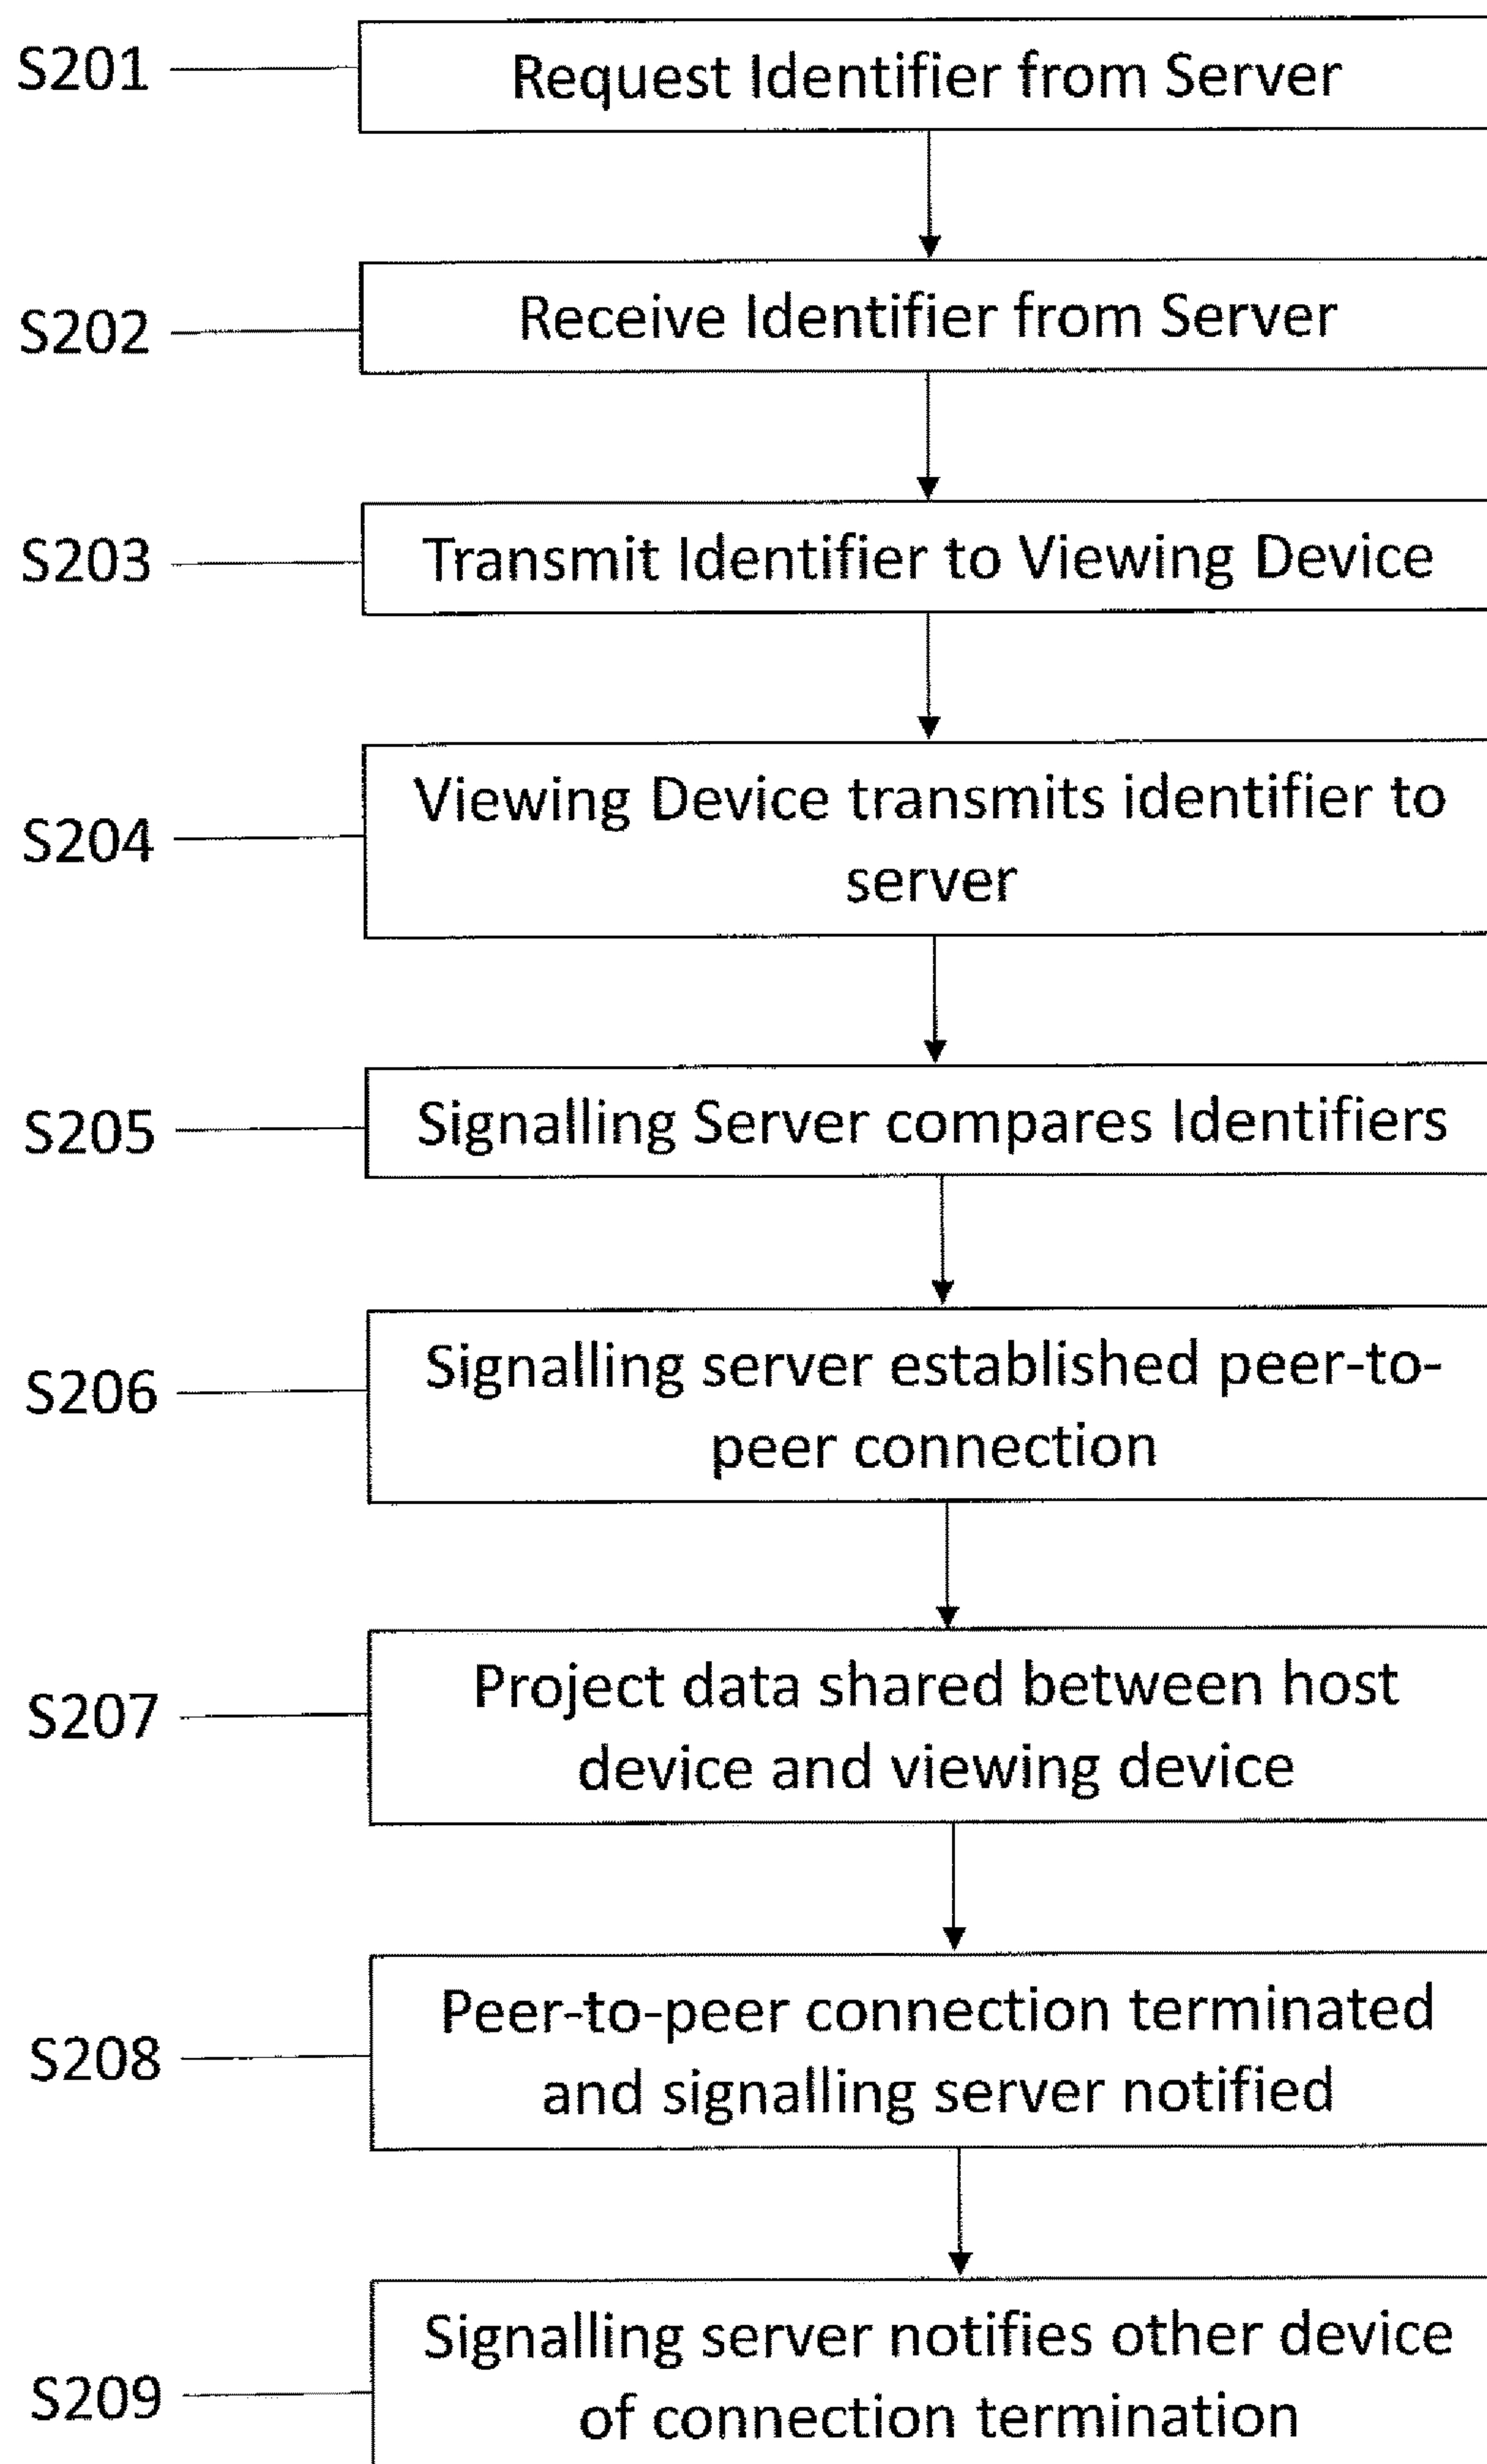 S201
Request Identifier from Server
S202
Receive Identifier from Server
S203
Transmit Identifier to Viewing Device
S204
Viewing Device transmits identifier to
server
S205
Signalling Server compares Identifiers
S206
Signalling server established peer-to-
peer connection
S207
Project data shared between host
device and viewing device
S208
Peer-to-peer connection terminated
and signalling server notified
S209
Signalling server notifies other device
of connection termination